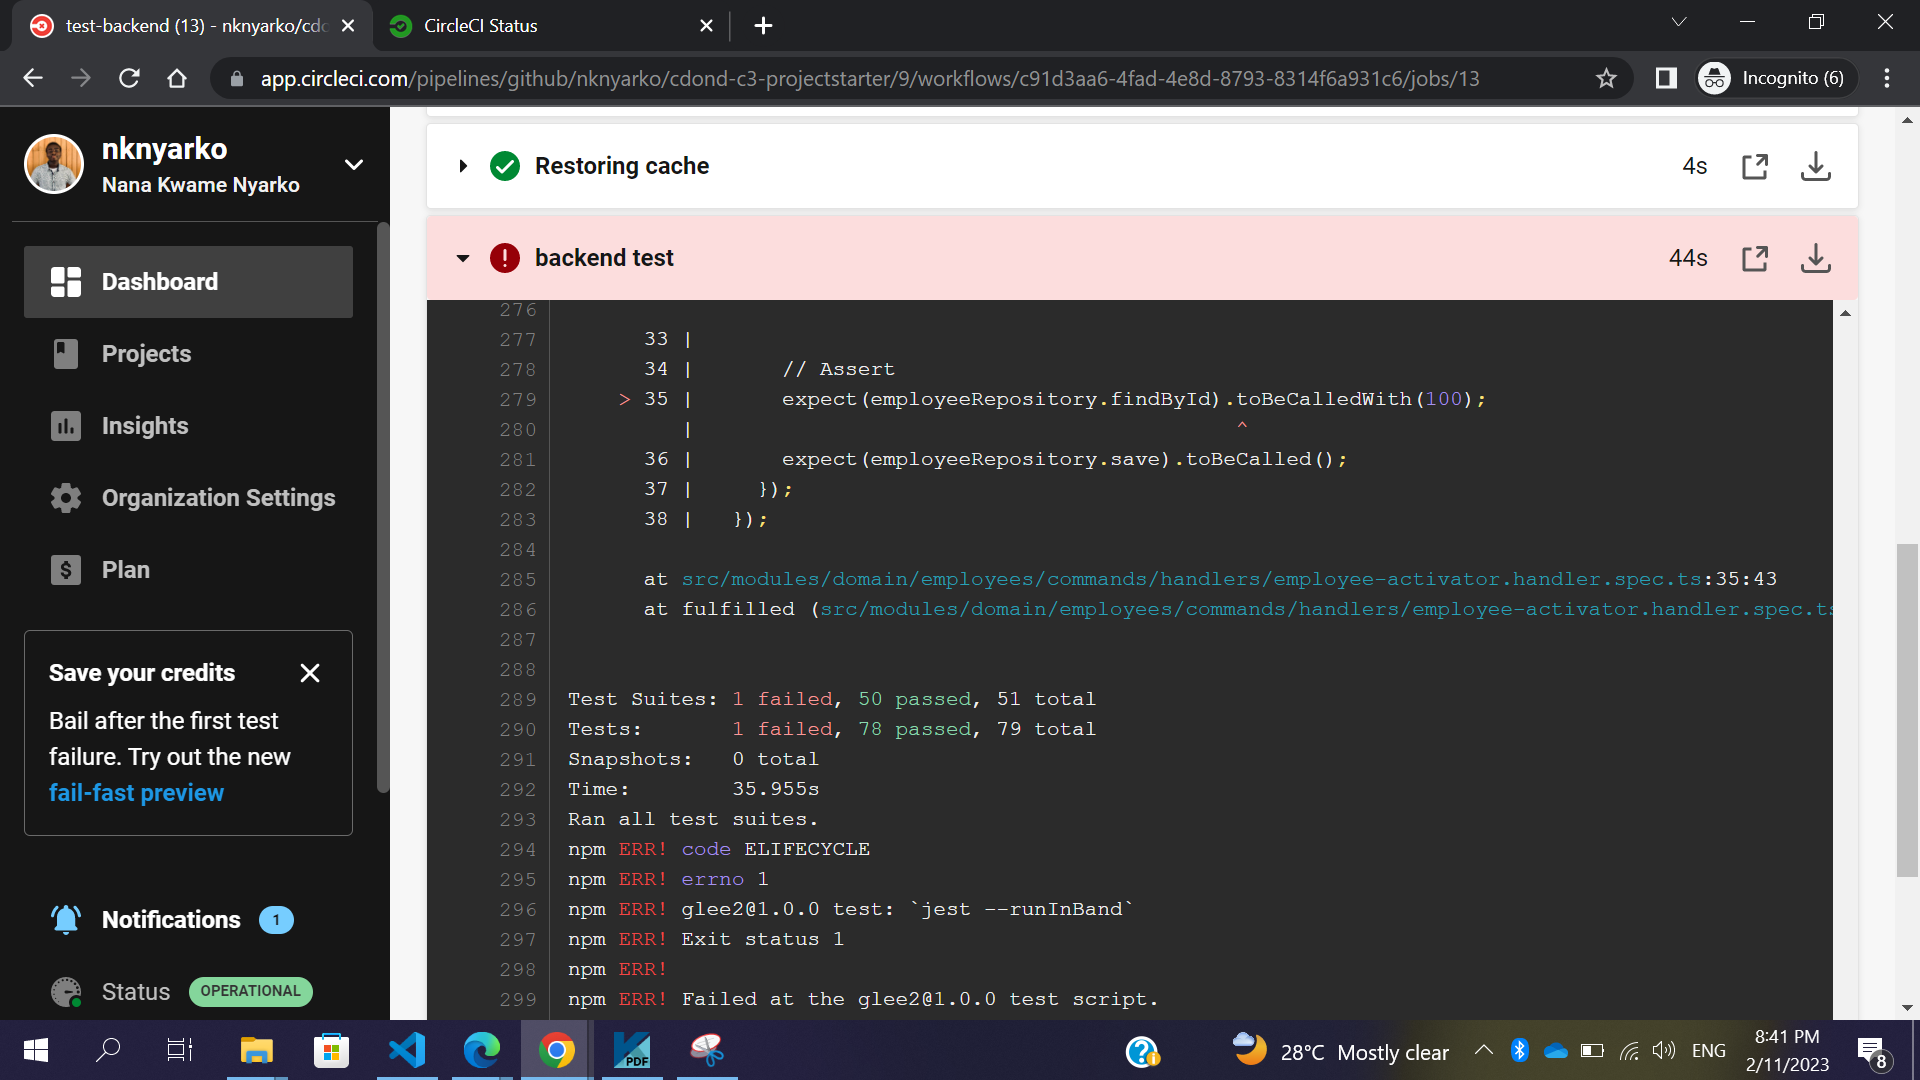 test-backend (13) - nknyarko/cdo
CircleCI Status
app.circleci.com/pipelines/github/nknyarko/cdond-c3-projectstarter/9/workflows/c91d3aa6-4fad-4e8d-8793-8314f6a931c6/jobs/13
Incognito (6)
nknyarko
Nana Kwame Nyarko
Dashboard
Projects
Insights
Organization Settings
Plan
Save your credits
Bail after the first test
failure. Try out the new
fail-fast preview
Notifications 1
Status OPERATIONAL
Restoring cache 4s
backend test 44s
276
277 33 |
278 34 | // Assert
279 > 35 | expect(employeeRepository.findById).toBeCalledWith(100);
280 | ^
281 36 | expect(employeeRepository.save).toBeCalled();
282 37 | });
283 38 | });
284
285 at src/modules/domain/employees/commands/handlers/employee-activator.handler.spec.ts:35:43
286 at fulfilled (src/modules/domain/employees/commands/handlers/employee-activator.handler.spec.ts
287
288
289 Test Suites: 1 failed, 50 passed, 51 total
290 Tests: 1 failed, 78 passed, 79 total
291 Snapshots: 0 total
292 Time: 35.955s
293 Ran all test suites.
294 npm ERR! code ELIFECYCLE
295 npm ERR! errno 1
296 npm ERR! glee2@1.0.0 test: `jest --runInBand`
297 npm ERR! Exit status 1
298 npm ERR!
299 npm ERR! Failed at the glee2@1.0.0 test script.
PDF
28°C Mostly clear
ENG
8:41 PM
2/11/2023
8